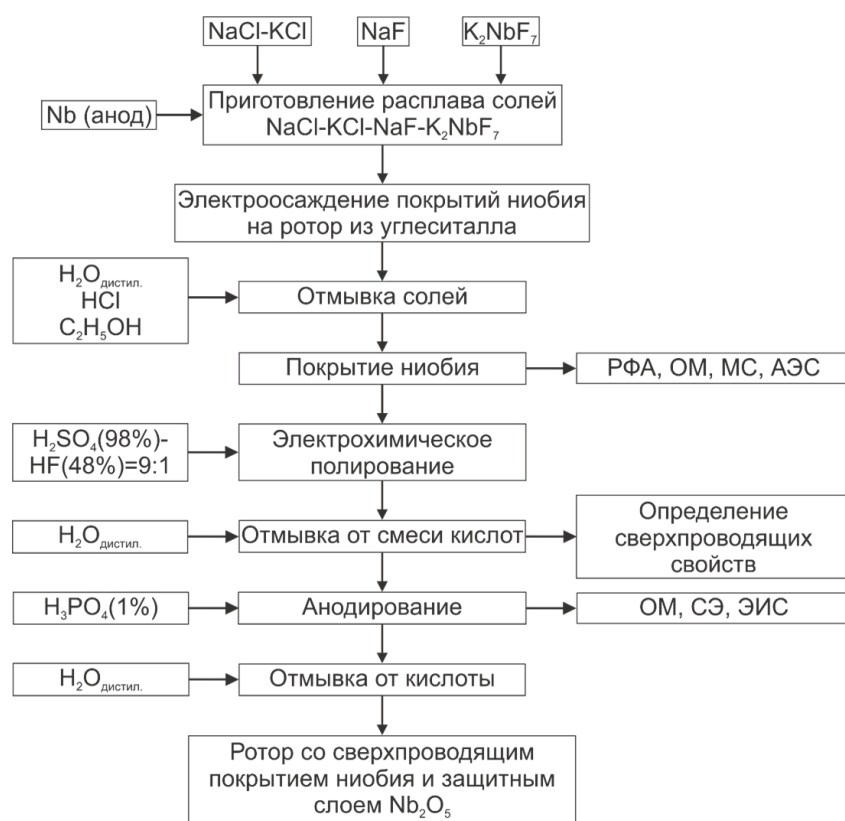 NaCl-KCl
NaF
K₂NbF₇
Nb (анод)
Приготовление расплава солей
NaCl-KCl-NaF-K₂NbF₇
Электроосаждение покрытий ниобия
на ротор из углеситалла
H₂Oдистил.
HCl
C₂H₅OH
Отмывка солей
Покрытие ниобия
РФА, ОМ, МС, АЭС
H₂SO₄(98%)-
HF(48%)=9:1
Электрохимическое
полирование
H₂Oдистил.
Отмывка от смеси кислот
Определение
сверхпроводящих
свойств
H₃PO₄(1%)
Анодирование
ОМ, СЭ, ЭИС
H₂Oдистил.
Отмывка от кислоты
Ротор со сверхпроводящим
покрытием ниобия и защитным
слоем Nb₂O₅